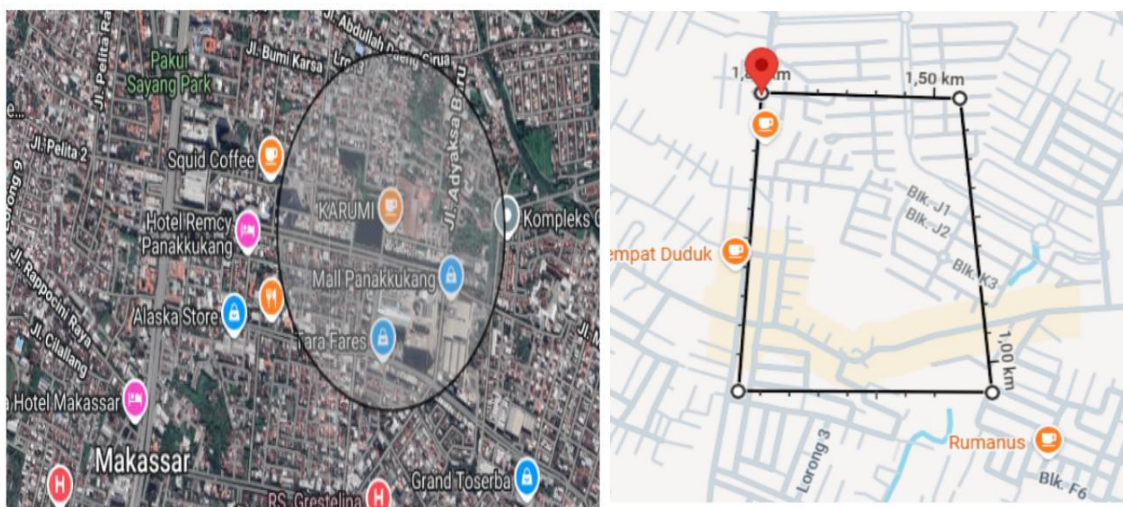 Jl. Pelita Ra
Pakui
Sayang Park
Jl. Bumi Karsa
Jl. Abdullah Daeng Sirua
Jl. Pelita 2
Lorong 9
Squid Coffee
KARUMI
Jl. Adyaksa Baru
Hotel Remcy
Panakkukang
Mall Panakkukang
Jl. Rappocini Raya
Jl. Cilallang
Alaska Store
Tara Fares
a Hotel Makassar
Makassar
RS. Grestelina
Grand Toserba
1,50 km
Blk. J1
Blk. J2
empat Duduk
Blk. K3
1,00 km
Lorong 3
Rumanus
Blk. F6